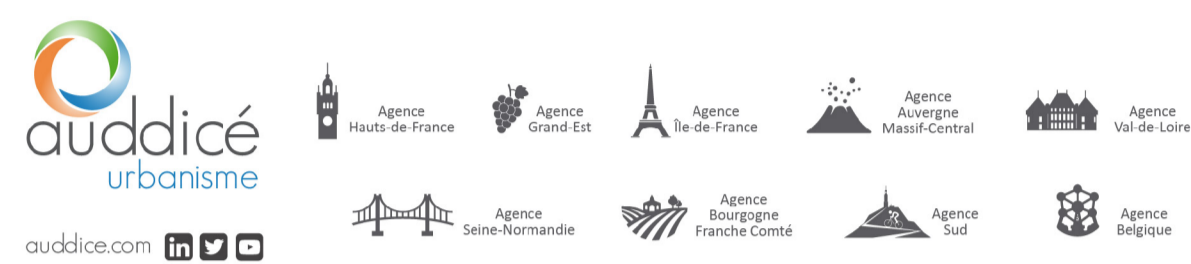 auddicé
urbanisme
auddice.com
Agence
Hauts-de-France
Agence
Grand-Est
Agence
Île-de-France
Agence
Auvergne
Massif-Central
Agence
Val-de-Loire
Agence
Seine-Normandie
Agence
Bourgogne
Franche Comté
Agence
Sud
Agence
Belgique